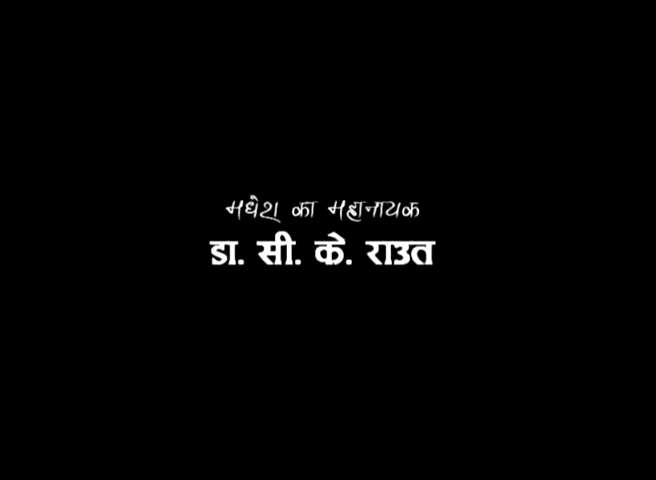 मधेश का महानायक
डा. सी. के. राउत